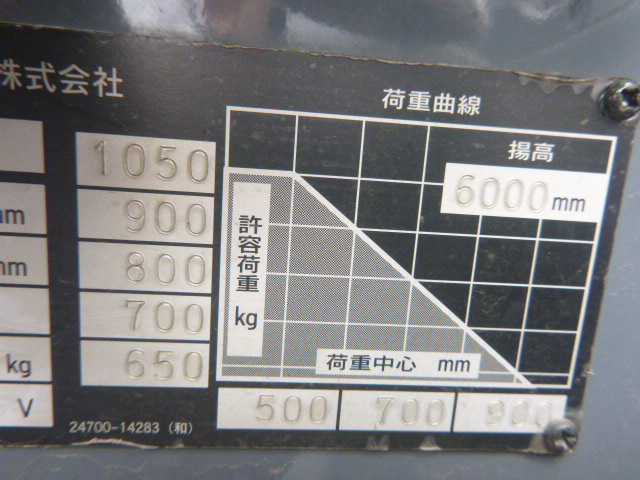 株式会社
荷重曲線
揚高
6000mm
1050
900
800
700
650
許容荷重
kg
荷重中心 mm
500 700 900
mm
mm
kg
V
24700-14283 (和)